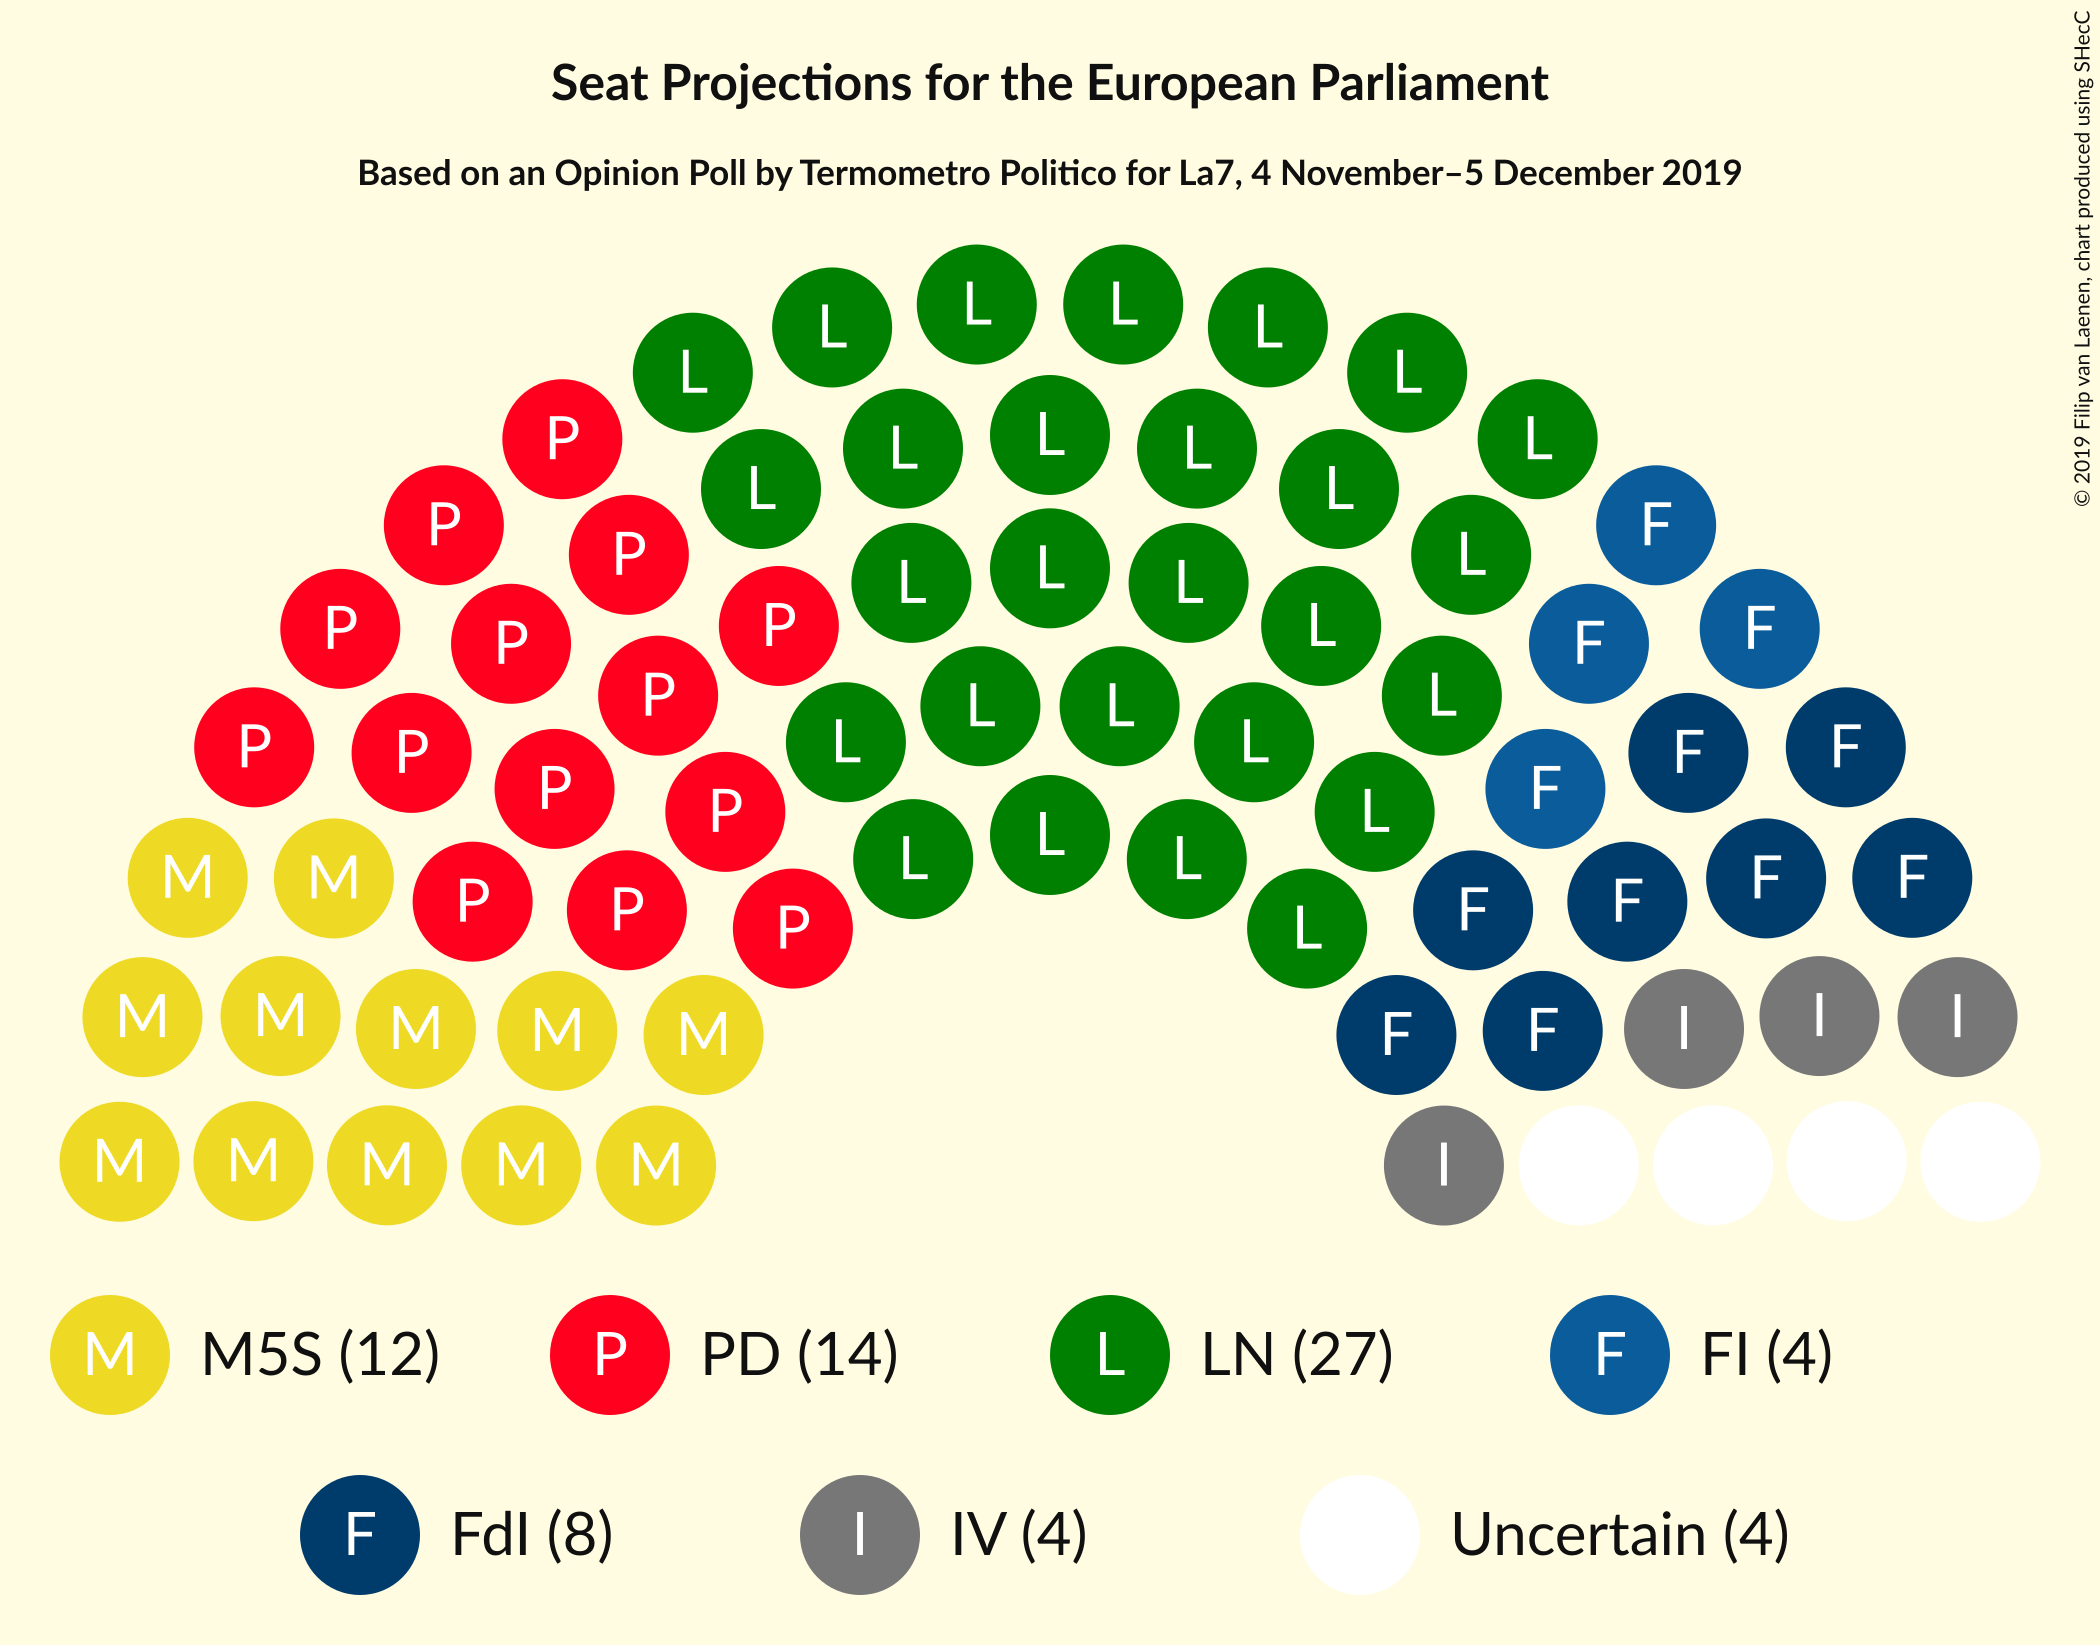 Seat Projections for the European Parliament
Based on an Opinion Poll by Termometro Politico for La7, 4 November–5 December 2019
© 2019 Filip van Laenen, chart produced using SHecC
L L
L L
L L
L
P L
L L
L L
P F
P L L
L
L L
P P F
P L
P F
P L
L L
P F
P L L
P F
P F
P L
L
L L
M M F F
P F
P F
P L
M M I I
M M F I
M M F F
M M I
M M M
M M5S (12) P PD (14) L LN (27) F FI (4)
F FdI (8) I IV (4) Uncertain (4)